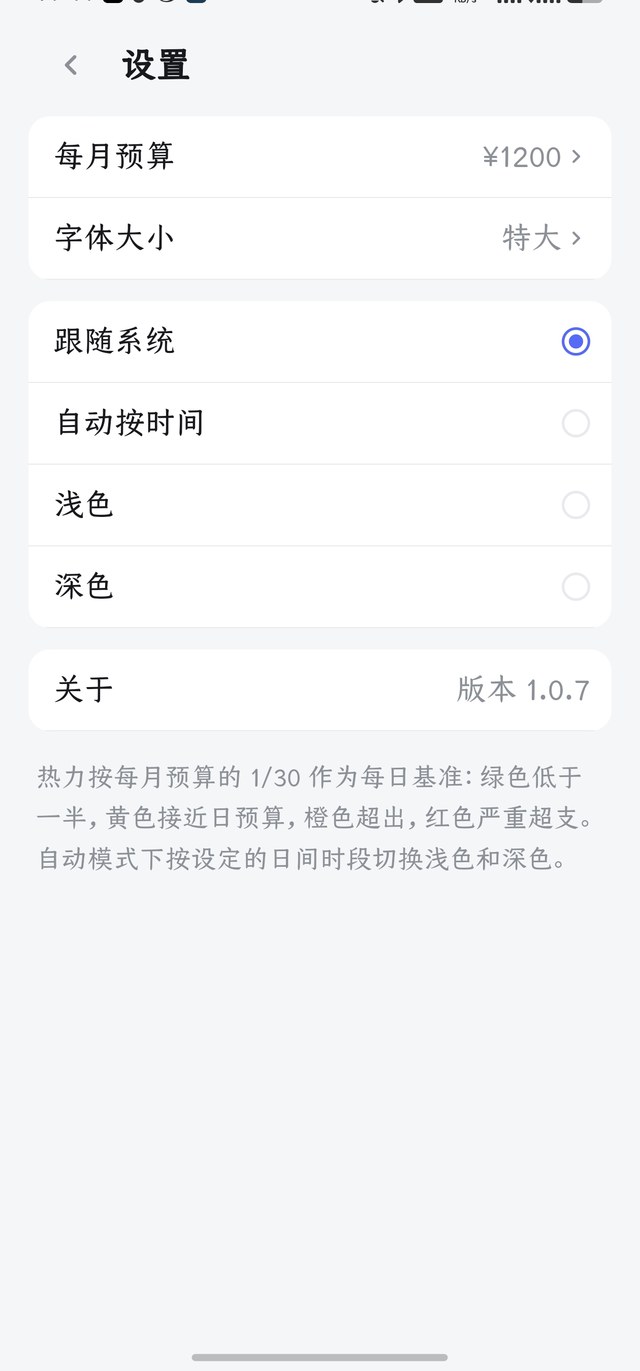 设置
每月预算
¥1200
字体大小
特大
跟随系统
自动按时间
浅色
深色
关于
版本 1.0.7
热力按每月预算的 1/30 作为每日基准：绿色低于
一半，黄色接近日预算，橙色超出，红色严重超支。
自动模式下按设定的日间时段切换浅色和深色。